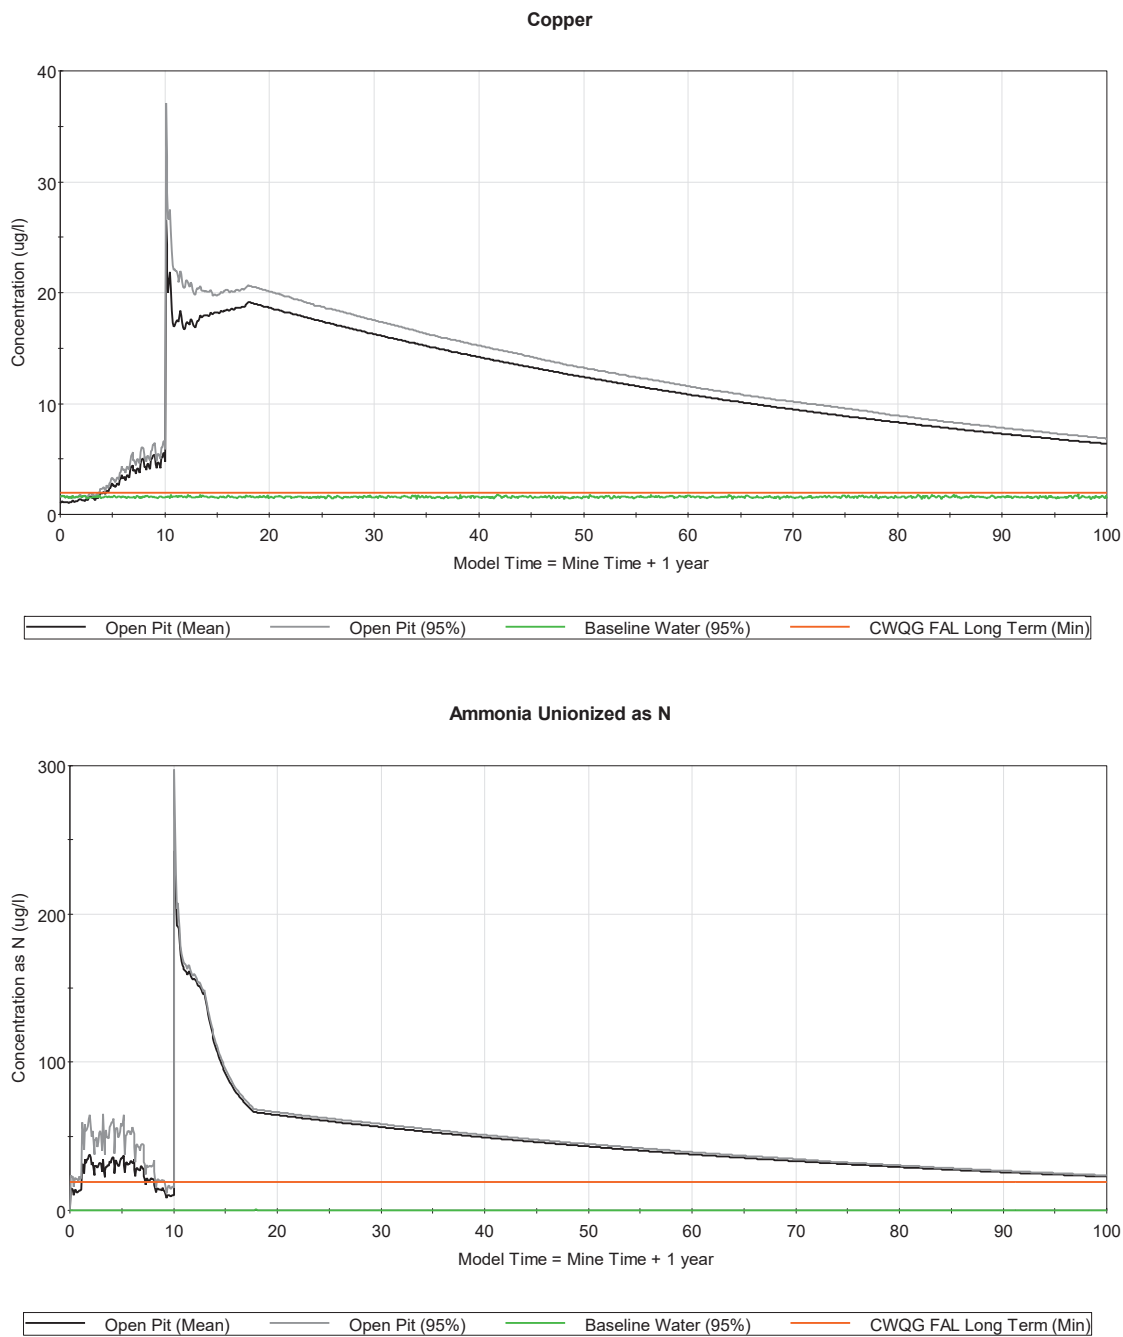 Copper
40
30
20
10
0
Concentration (ug/l)
0 10 20 30 40 50 60 70 80 90 100
Model Time = Mine Time + 1 year
Open Pit (Mean) Open Pit (95%) Baseline Water (95%) CWQG FAL Long Term (Min)
Ammonia Unionized as N
300
200
100
0
Concentration as N (ug/l)
0 10 20 30 40 50 60 70 80 90 100
Model Time = Mine Time + 1 year
Open Pit (Mean) Open Pit (95%) Baseline Water (95%) CWQG FAL Long Term (Min)